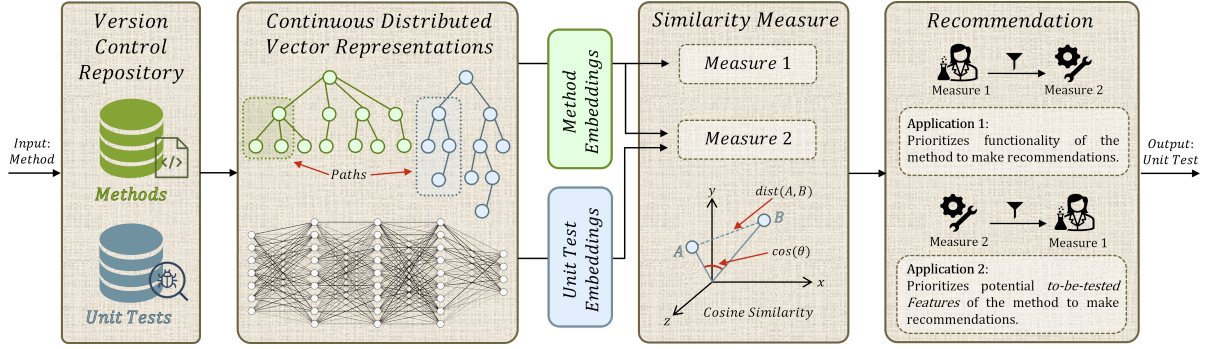 Input:
Method
Version
Control
Repository
Methods
Unit Tests
Continuous Distributed
Vector Representations
Paths
Method
Embeddings
Unit Test
Embeddings
Similarity Measure
Measure 1
Measure 2
y
dist(A, B)
B
A
cos(θ)
x
z
Cosine Similarity
Recommendation
Measure 1
Measure 2
Application 1:
Prioritizes functionality of the
method to make recommendations.
Measure 2
Measure 1
Application 2:
Prioritizes potential to-be-tested
Features of the method to make
recommendations.
Output:
Unit Test